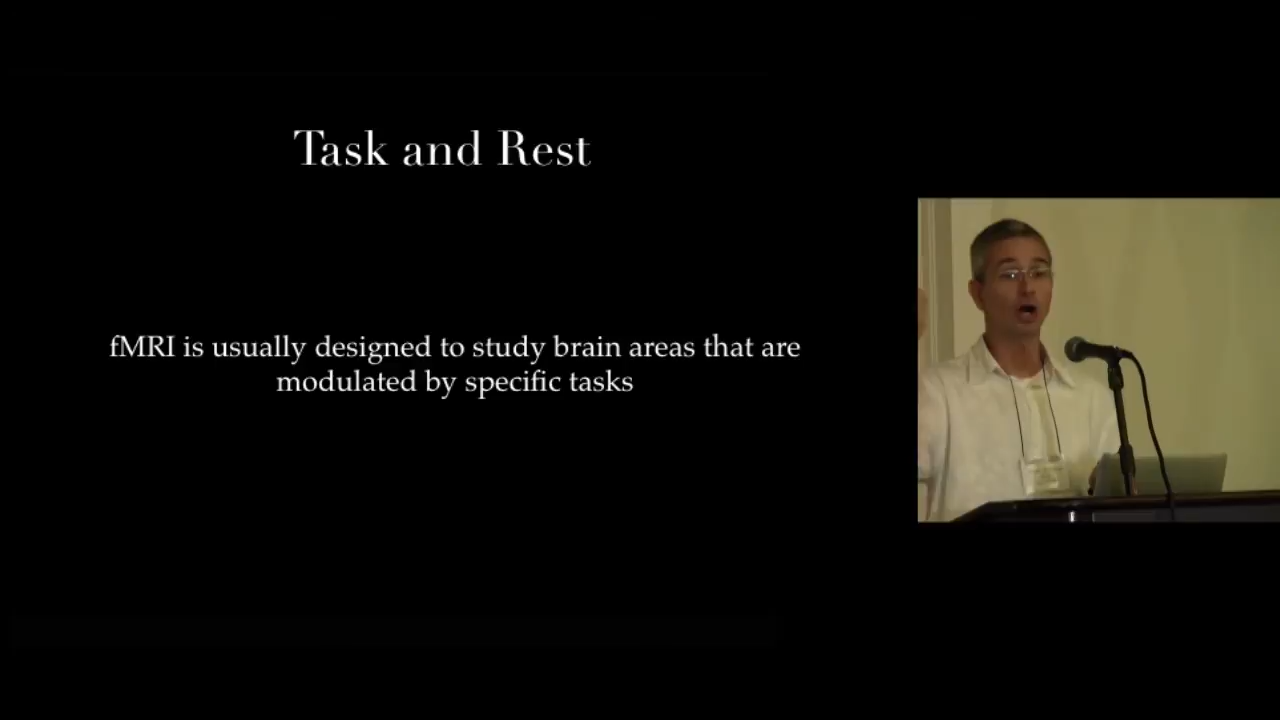 Task and Rest
fMRI is usually designed to study brain areas that are
modulated by specific tasks